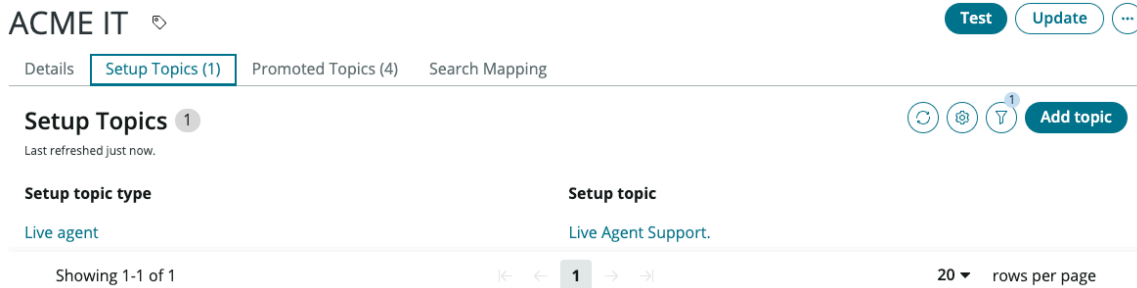 ACME IT
Test
Update
Details
Setup Topics (1)
Promoted Topics (4)
Search Mapping
Setup Topics 1
1
Add topic
Last refreshed just now.
Setup topic type
Setup topic
Live agent
Live Agent Support.
Showing 1-1 of 1
1
20
rows per page